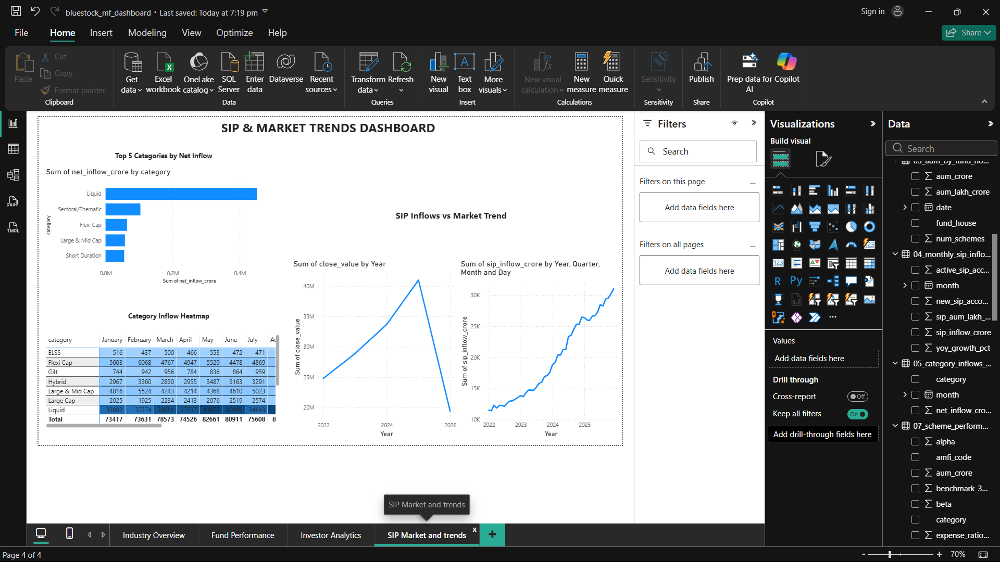 bluestock_mf_dashboard • Last saved: Today at 7:19 pm
Sign in
File Home Insert Modeling View Optimize Help
Share
Paste
Cut
Copy
Format painter
Clipboard
Get data
Excel workbook
OneLake catalog
SQL Server
Enter data
Dataverse
Recent sources
Data
Transform data
Refresh
Queries
New visual
Text box
More visuals
Insert
New visual calculation
New measure
Quick measure
Calculations
Sensitivity
Sensitivity
Publish
Share
Prep data for AI
Copilot
Copilot
DAX
TMDL
SIP & MARKET TRENDS DASHBOARD
Top 5 Categories by Net Inflow
Sum of net_inflow_crore by category
category
Liquid
Sectoral/Thematic
Flexi Cap
Large & Mid Cap
Short Duration
0.0M 0.2M 0.4M
Sum of net_inflow_crore
Category Inflow Heatmap
category January February March April May June July
ELSS 516 437 500 466 553 472 471
Flexi Cap 5603 6068 4767 4947 5529 4478 4869
Gilt 744 942 956 784 836 864 959
Hybrid 2967 3360 2830 2955 3487 3163 3291
Large & Mid Cap 4816 5524 4243 4214 4368 4610 5023
Large Cap 2025 1925 2234 2413 2076 2519 2574
Liquid 33892 32374 38681 37537 41872 40486 34643
Total 73417 73631 78573 74526 82661 80911 75608 8
SIP Inflows vs Market Trend
Sum of close_value by Year
Sum of close_value
40M
35M
30M
25M
20M
2022 2024 2026
Year
Sum of sip_inflow_crore by Year, Quarter,
Month and Day
Sum of sip_inflow_crore
30K
25K
20K
15K
10K
2022 2023 2024 2025
Year
SIP Market and trends
Filters
Search
Filters on this page ...
Add data fields here
Filters on all pages ...
Add data fields here
Visualizations
Build visual
123
123
R Py
...
Values
Add data fields here
Drill through
Cross-report Off
Keep all filters On
Add drill-through fields here
Data
Search
03_aum_by_fund_ho...
aum_crore
aum_lakh_crore
date
fund_house
num_schemes
04_monthly_sip_inflo...
active_sip_acc...
month
new_sip_acco...
sip_aum_lakh_...
sip_inflow_crore
yoy_growth_pct
05_category_inflows_...
category
month
net_inflow_cro...
07_scheme_perform...
alpha
amfi_code
aum_crore
benchmark_3...
beta
category
expense_ratio...
Industry Overview
Fund Performance
Investor Analytics
SIP Market and trends
x
+
Page 4 of 4
- + 70%